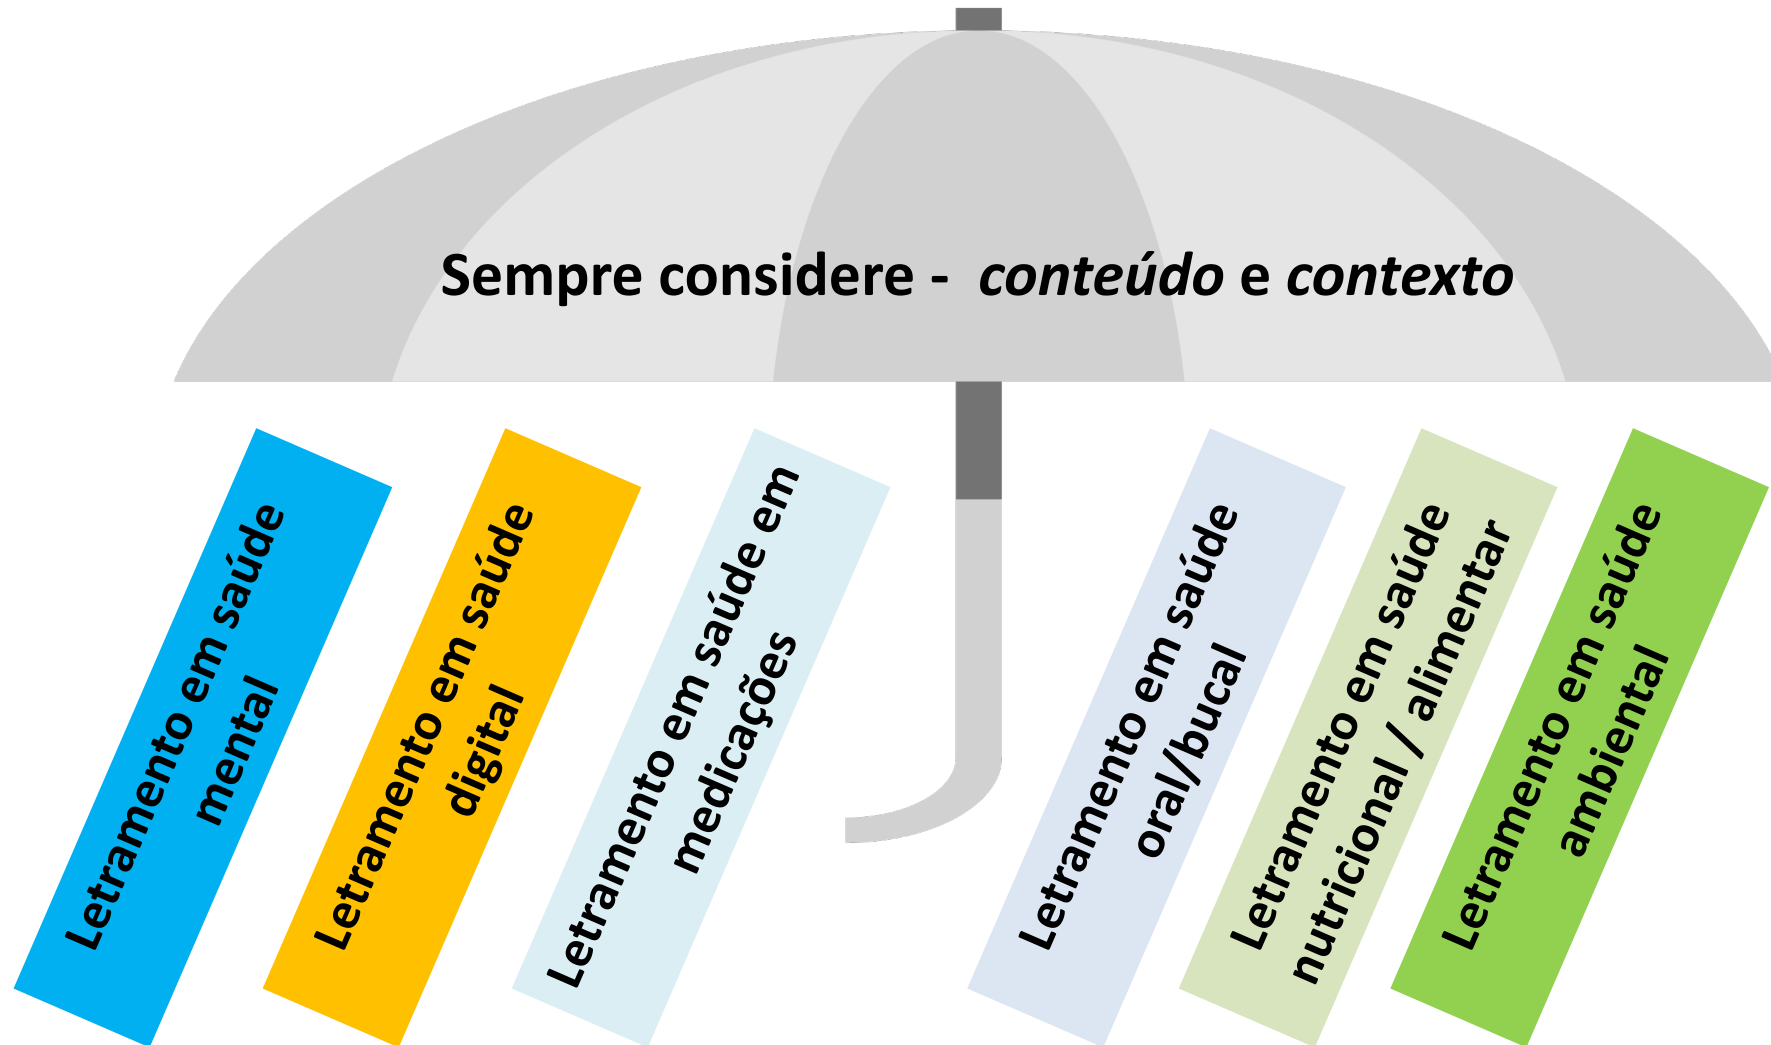 Sempre considere - conteúdo e contexto
Letramento em saúde
mental
Letramento em saúde
digital
Letramento em saúde em
medicações
Letramento em saúde
oral/bucal
Letramento em saúde
nutricional / alimentar
Letramento em saúde
ambiental